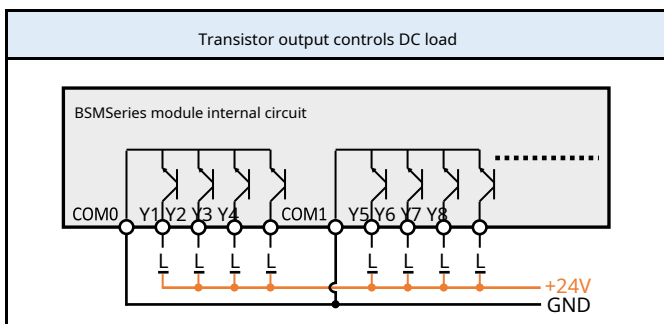 Transistor output controls DC load
BSMSeries module internal circuit
COM0 Y1 Y2 Y3 Y4 COM1 Y5 Y6 Y7 Y8
L L L L L L L L
+24V
GND